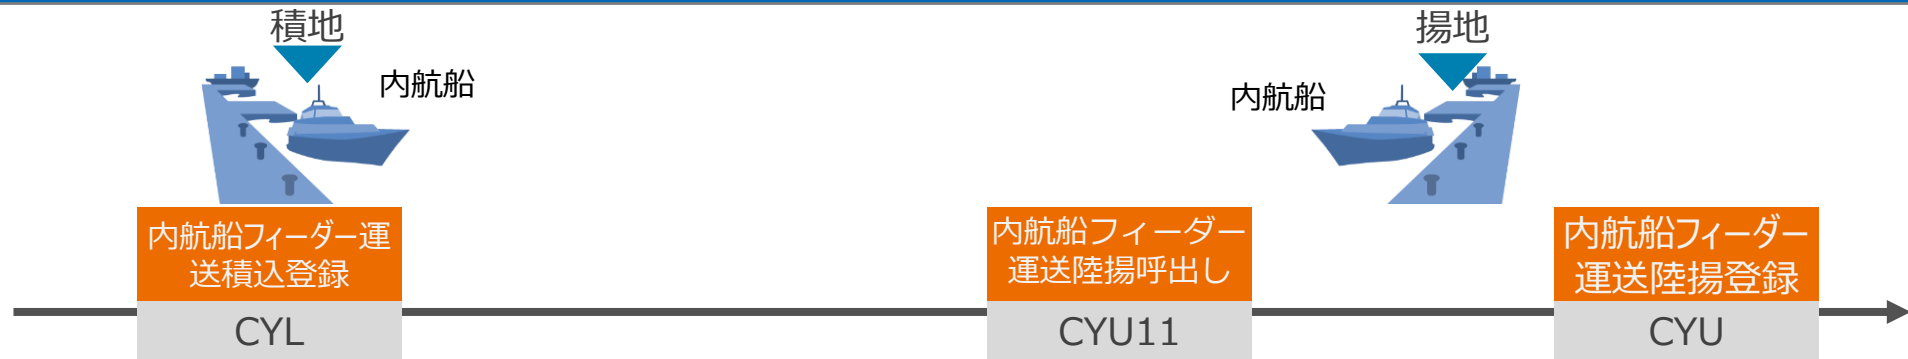 積地
揚地
内航船
内航船
内航船フィーダー運
送積込登録
CYL
内航船フィーダー
運送陸揚呼出し
CYU11
内航船フィーダー
運送陸揚登録
CYU